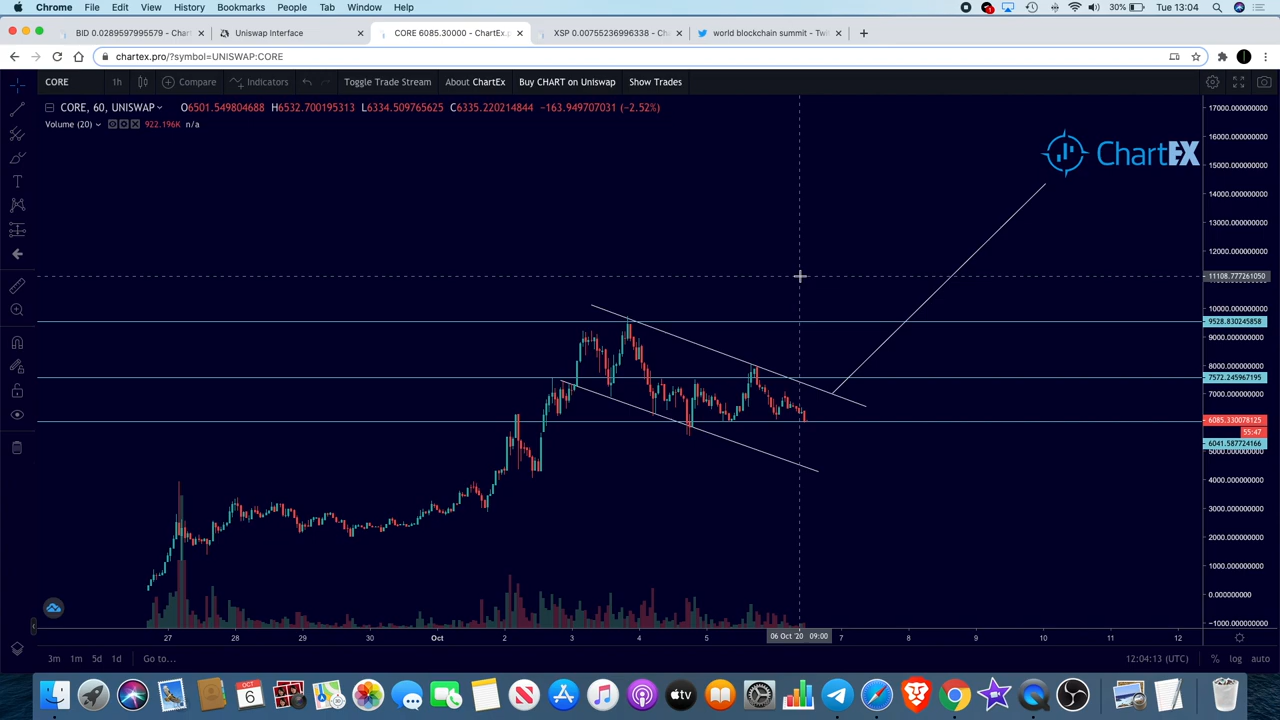 Chrome File Edit View History Bookmarks People Tab Window Help 30% Tue 13:04
BID 0.0289597995579 - Chart Uniswap Interface CORE 6085.30000 - ChartEx.p XSP 0.00755236996338 - Ch world blockchain summit - Tw
chartex.pro/?symbol=UNISWAP:CORE
CORE 1h Compare Indicators Toggle Trade Stream About ChartEx Buy CHART on Uniswap Show Trades
CORE, 60, UNISWAP O6501.549804688 H6532.700195313 L6334.509765625 C6335.220214844 −163.949707031 (−2.52%)
Volume (20) 922.196K n/a
ChartEX
17000.000000000
16000.000000000
15000.000000000
14000.000000000
13000.000000000
12000.000000000
11108.777261050
10000.000000000
9528.830245858
9000.000000000
8000.000000000
7572.245967195
7000.000000000
6085.330078125
55:47
6041.587724166
5000.000000000
4000.000000000
3000.000000000
2000.000000000
1000.000000000
0.000000000
−1000.000000000
27 28 29 30 Oct 2 3 4 5 06 Oct '20 09:00 7 8 9 10 11 12
3m 1m 5d 1d Go to... 12:04:13 (UTC) % log auto
OCT
6
tv